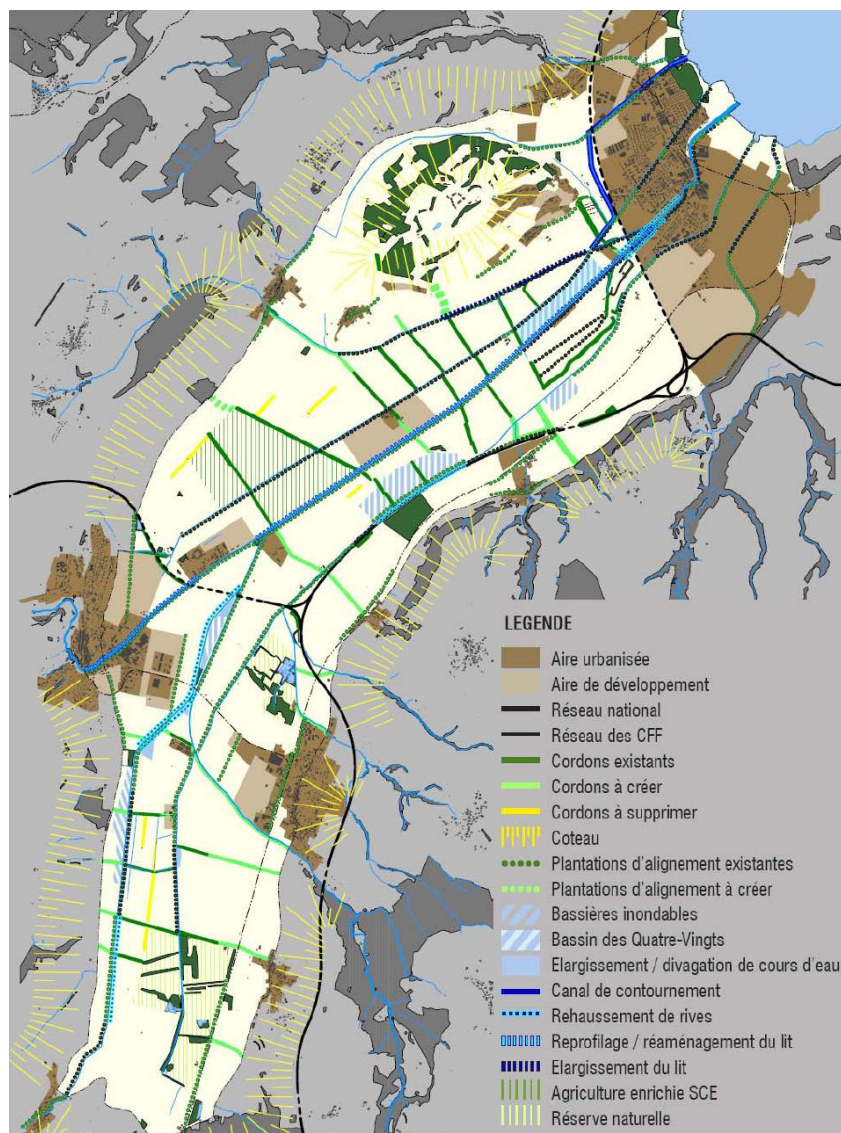 LEGENDE
Aire urbanisée
Aire de développement
Réseau national
Réseau des CFF
Cordons existants
Cordons à créer
Cordons à supprimer
Coteau
Plantations d'alignement existantes
Plantations d'alignement à créer
Bassières inondables
Bassin des Quatre-Vingts
Elargissement / divagation de cours d'eau
Canal de contournement
Rehaussement de rives
Reprofilage / réaménagement du lit
Elargissement du lit
Agriculture enrichie SCE
Réserve naturelle